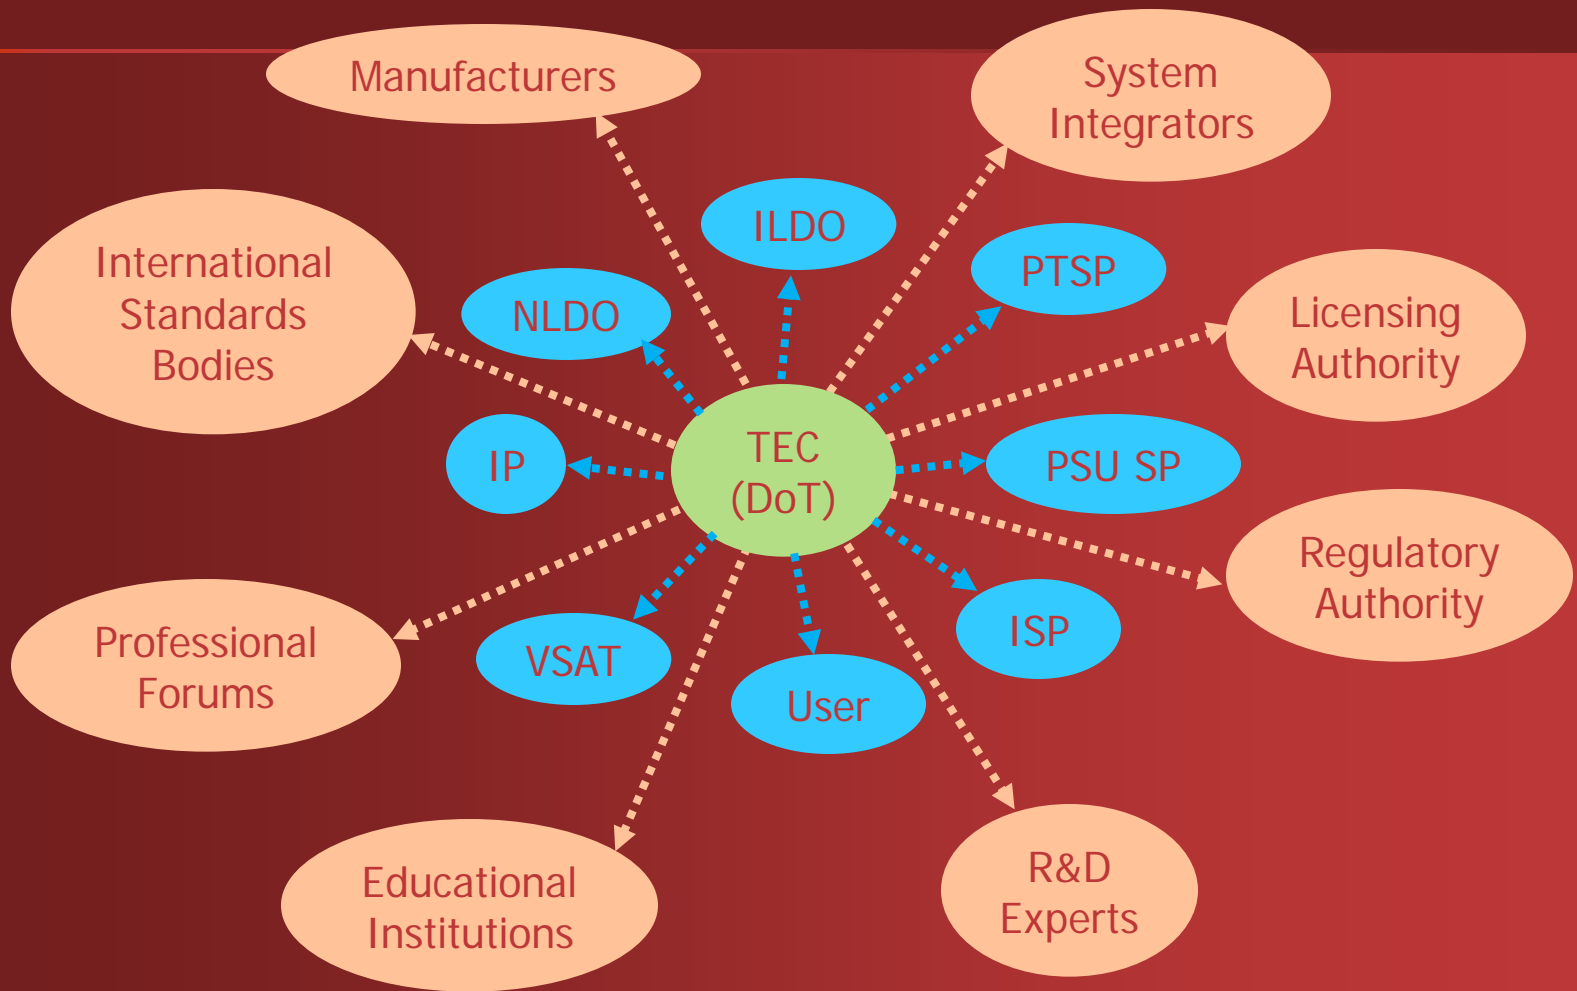 Manufacturers
System
Integrators
ILDO
PTSP
NLDO
International
Standards
Bodies
Licensing
Authority
IP
TEC
(DoT)
PSU SP
Regulatory
Authority
ISP
Professional
Forums
VSAT
User
Educational
Institutions
R&D
Experts